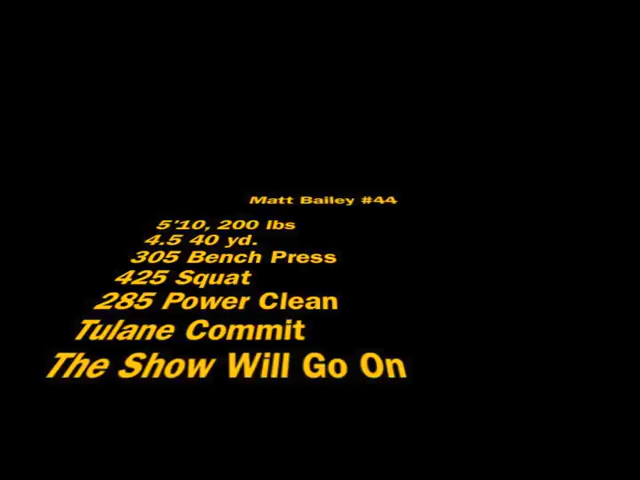 Matt Bailey #44
5'10, 200 lbs
4.5 40 yd.
305 Bench Press
425 Squat
285 Power Clean
Tulane Commit
The Show Will Go On